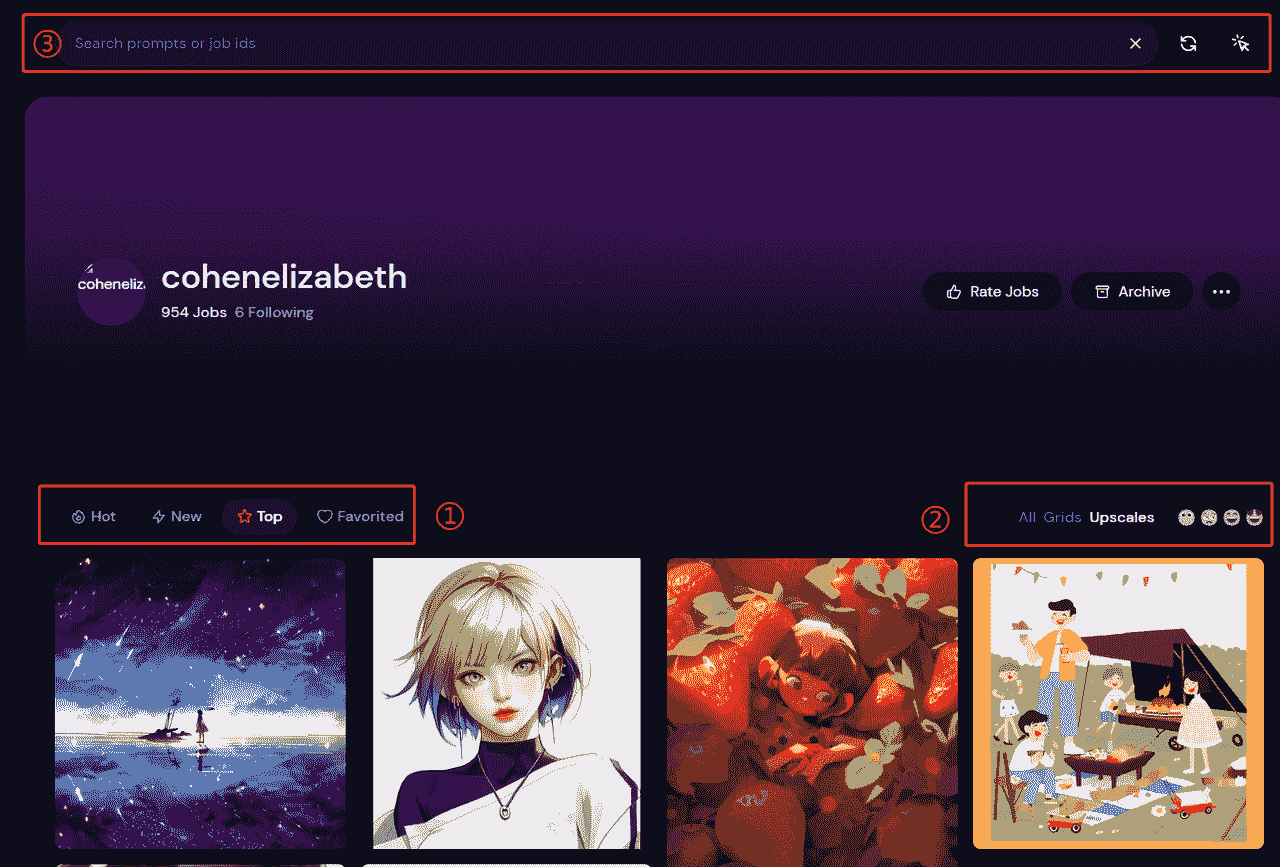 ③ Search prompts or job ids
coheneliz
cohenelizabeth
954 Jobs 6 Following
Rate Jobs
Archive
Hot New Top Favorited ①
② All Grids Upscales